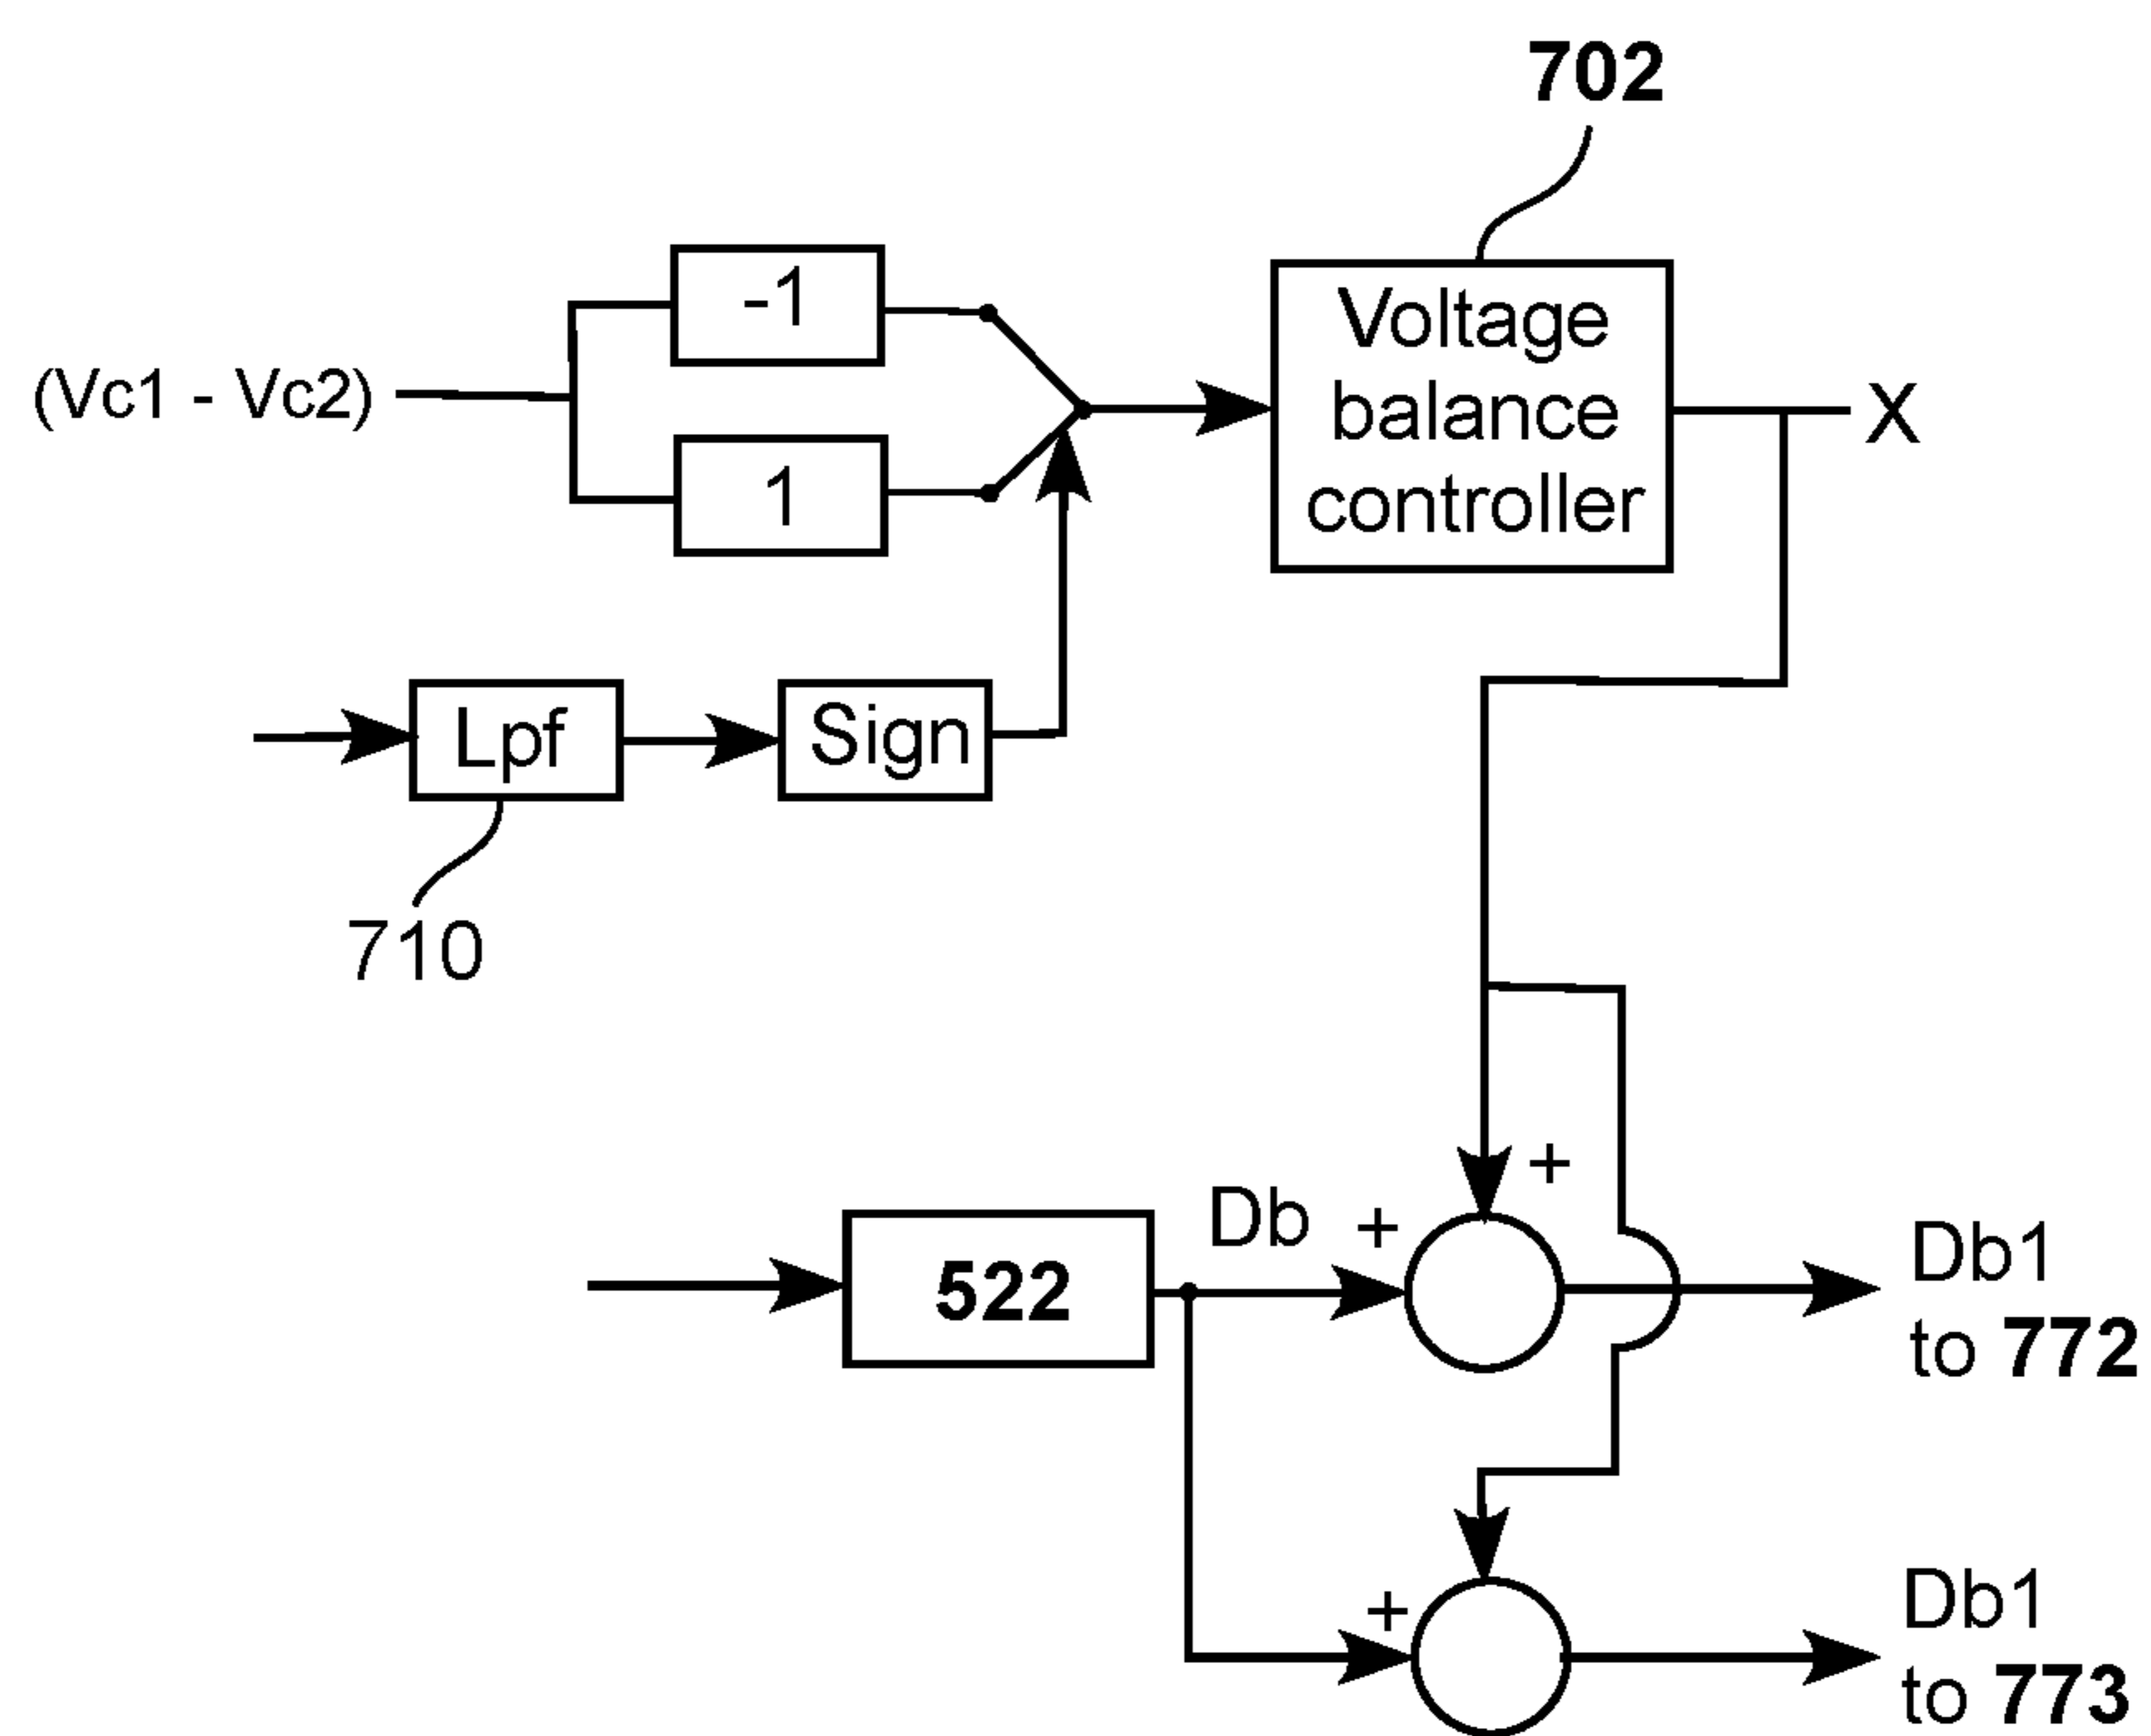 702
-1
(Vc1 - Vc2)
1
Voltage
balance
controller
X
Lpf
Sign
710
+
Db
+
522
Db1
to 772
+
Db1
to 773